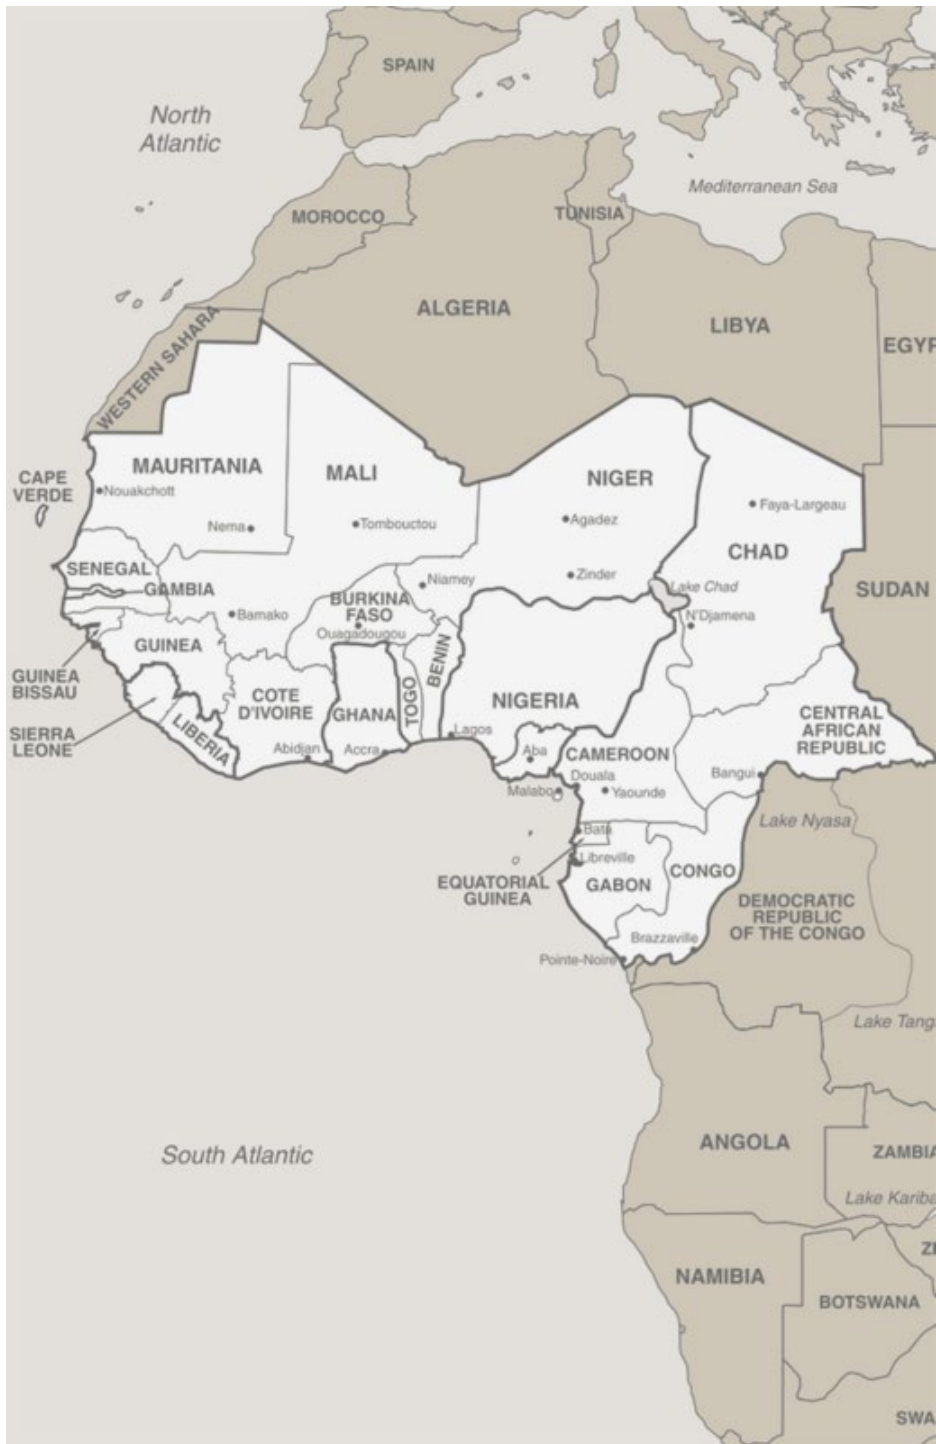 SPAIN
North
Atlantic
Mediterranean Sea
MOROCCO
TUNISIA
ALGERIA
LIBYA
EGYP
WESTERN SAHARA
CAPE
VERDE
MAURITANIA
Nouakchott
Nema
MALI
Tombouctou
NIGER
Agadez
Zinder
Niamey
Faya-Largeau
CHAD
Lake Chad
N'Djamena
SUDAN
SENEGAL
GAMBIA
Bamako
BURKINA
FASO
Ouagadougou
GUINEA
GUINEA
BISSAU
SIERRA
LEONE
LIBERIA
COTE
D'IVOIRE
Abidjan
GHANA
Accra
TOGO
BENIN
NIGERIA
Lagos
Aba
CENTRAL
AFRICAN
REPUBLIC
Bangui
CAMEROON
Douala
Malabo
Yaounde
Bata
Libreville
EQUATORIAL
GUINEA
GABON
CONGO
Brazzaville
Pointe-Noire
Lake Nyasa
DEMOCRATIC
REPUBLIC
OF THE CONGO
Lake Tang
South Atlantic
ANGOLA
ZAMBIA
Lake Kariba
ZI
NAMIBIA
BOTSWANA
SWA